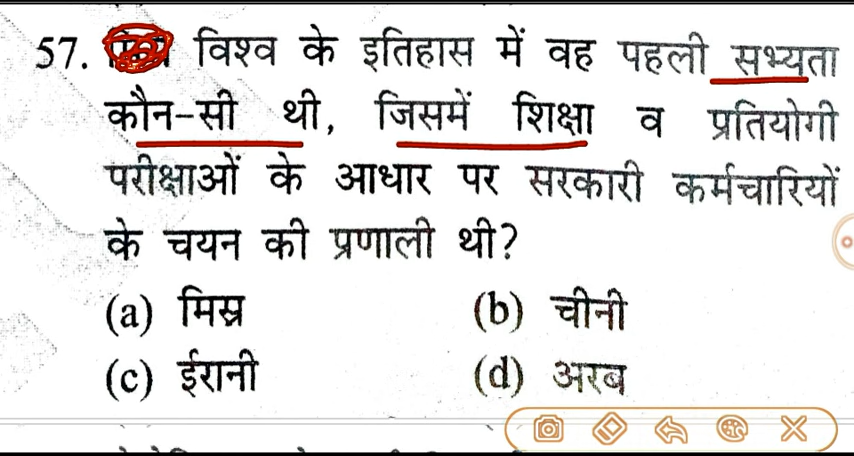 57. विश्व के इतिहास में वह पहली सभ्यता
कौन-सी थी, जिसमें शिक्षा व प्रतियोगी
परीक्षाओं के आधार पर सरकारी कर्मचारियों
के चयन की प्रणाली थी?
(a) मिस्र (b) चीनी
(c) ईरानी (d) अरब